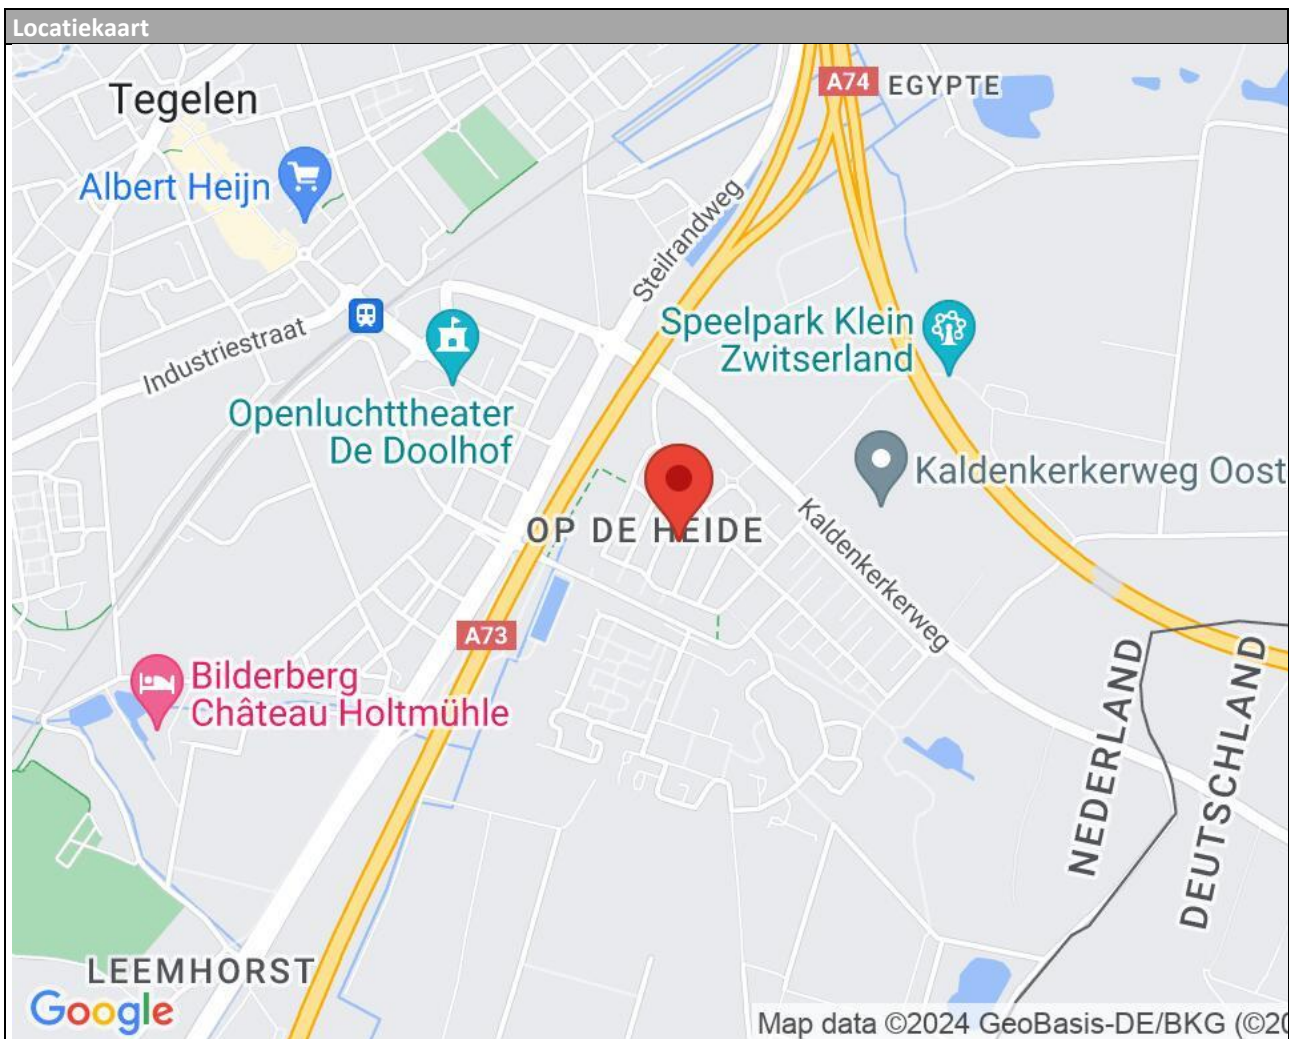 Locatiekaart
Tegelen
A74
EGYPTE
Albert Heijn
Steilrandweg
Industriestraat
Speelpark Klein
Zwitserland
Openluchttheater
De Doolhof
Kaldenkerkerweg Oost
OP DE HEIDE
Kaldenkerkerweg
A73
NEDERLAND
DEUTSCHLAND
Bilderberg
Château Holtmühle
LEEMHORST
Google
Map data ©2024 GeoBasis-DE/BKG (©20